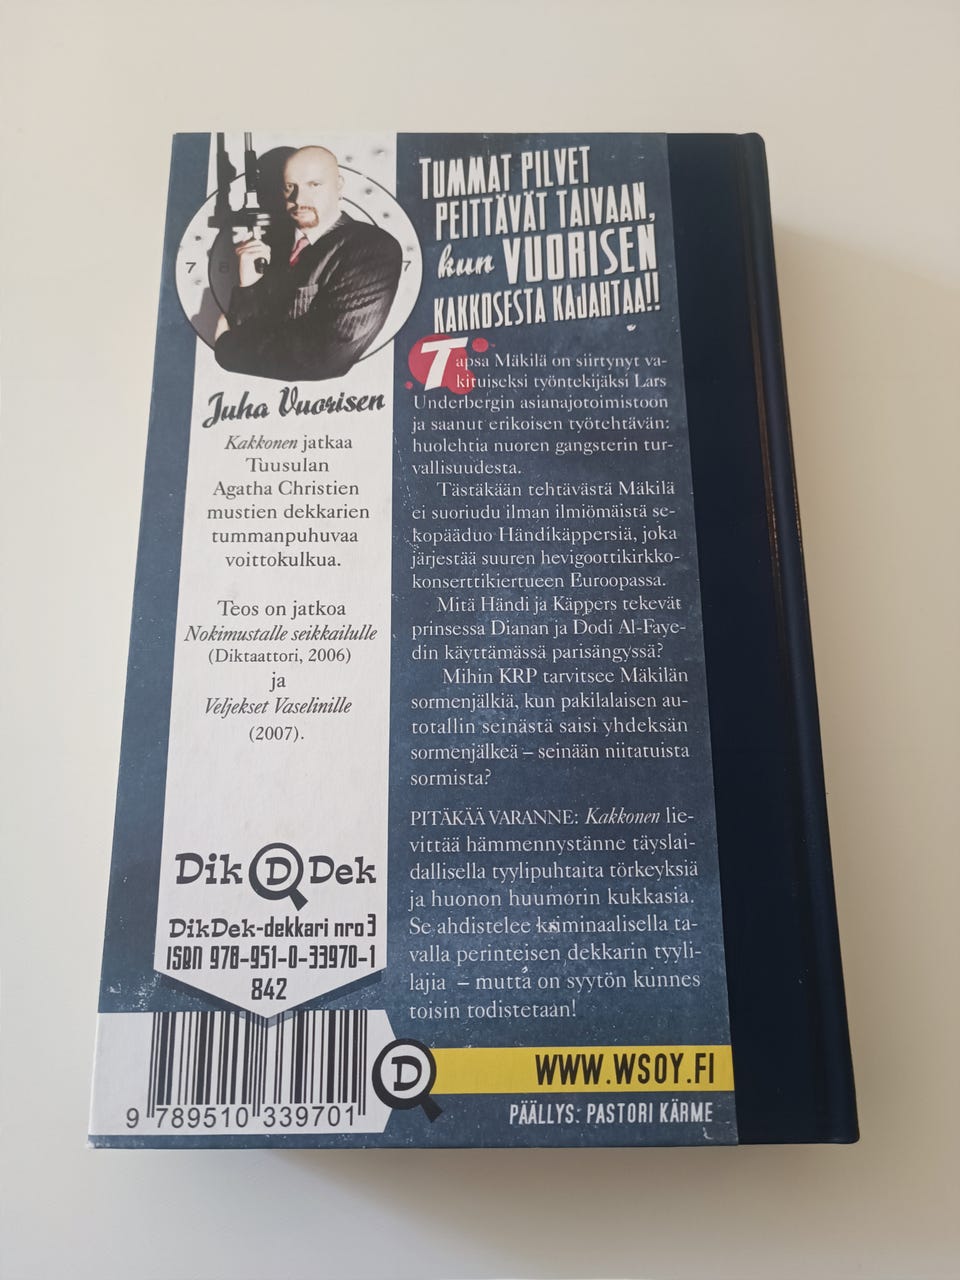 7
8
7
Juha Vuorisen
Kakkonen jatkaa
Tuusulan
Agatha Christien
mustien dekkarien
tummanpuhuvaa
voittokulkua.
Teos on jatkoa
Nokimustalle seikkailulle
(Diktaattori, 2006)
ja
Veljekset Vaselinille
(2007).
Dik D Dek
DikDek-dekkari nro 3
ISBN 978-951-0-33970-1
842
9 789510 339701
TUMMAT PILVET
PEITTÄVÄT TAIVAAN,
kun VUORISEN
KAKKOSESTA KAJAHTAA!!
Tapsa Mäkilä on siirtynyt va-
kituiseksi työntekijäksi Lars
Underbergin asianajotoimistoon
ja saanut erikoisen työtehtävän:
huolehtia nuoren gangsterin tur-
vallisuudesta.
Tästäkään tehtävästä Mäkilä
ei suoriudu ilman ilmiömäistä se-
kopääduo Händikäppersiä, joka
järjestää suuren hevigoottikirkko-
konserttikiertueen Euroopassa.
Mitä Händi ja Käppers tekevät
prinsessa Dianan ja Dodi Al-Faye-
din käyttämässä parisängyssä?
Mihin KRP tarvitsee Mäkilän
sormenjälkiä, kun pakilalaisen au-
totallin seinästä saisi yhdeksän
sormenjälkeä – seinään niitatuista
sormista?
PITÄKÄÄ VARANNE: Kakkonen lie-
vittää hämmennystänne täyslai-
dallisella tyylipuhtaita törkeyksiä
ja huonon huumorin kukkasia.
Se ahdistelee kriminaalisella ta-
valla perinteisen dekkarin tyyli-
lajia – mutta on syytön kunnes
toisin todistetaan!
D
WWW.WSOY.FI
PÄÄLLYS: PASTORI KÄRME